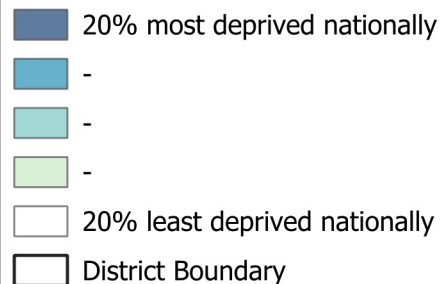 20% most deprived nationally
-
-
-
20% least deprived nationally
District Boundary